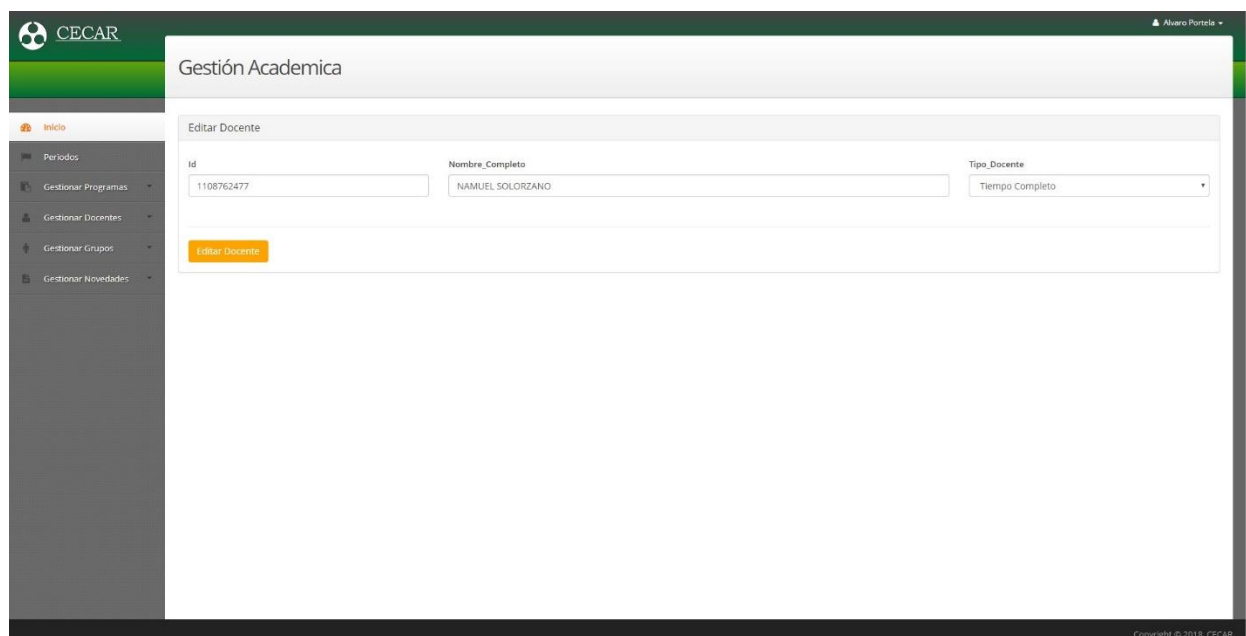 CECAR
Alvaro Portela
Gestión Academica
Inicio
Periodos
Gestionar Programas
Gestionar Docentes
Gestionar Grupos
Gestionar Novedades
Editar Docente
Id
Nombre_Completo
Tipo_Docente
1108762477
NAMUEL SOLORZANO
Tiempo Completo
Editar Docente
Copyright © 2018 CECAR